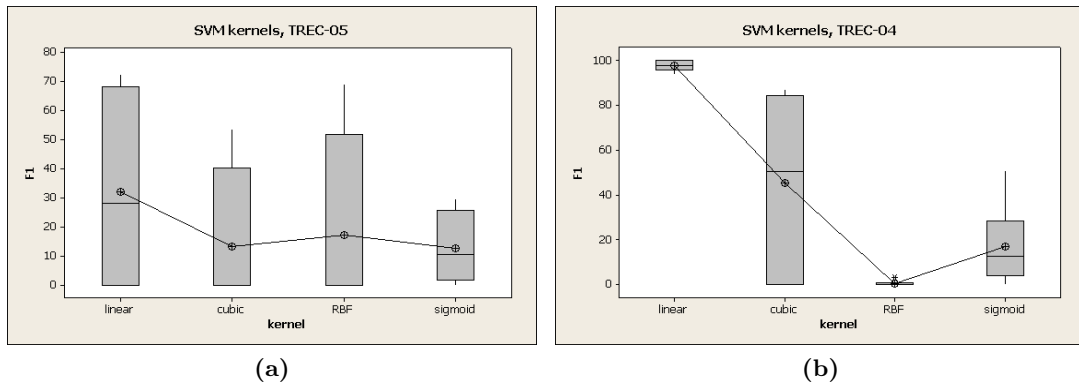 SVM kernels, TREC-05
80
70
60
50
40
30
20
10
0
F1
linear cubic RBF sigmoid
kernel
(a)
SVM kernels, TREC-04
100
80
60
40
20
0
F1
linear cubic RBF sigmoid
kernel
(b)